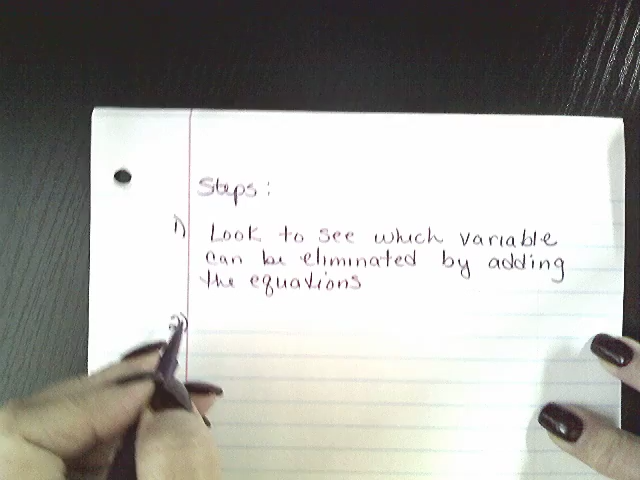 Steps:
1) Look to see which variable
can be eliminated by adding
the equations
2)